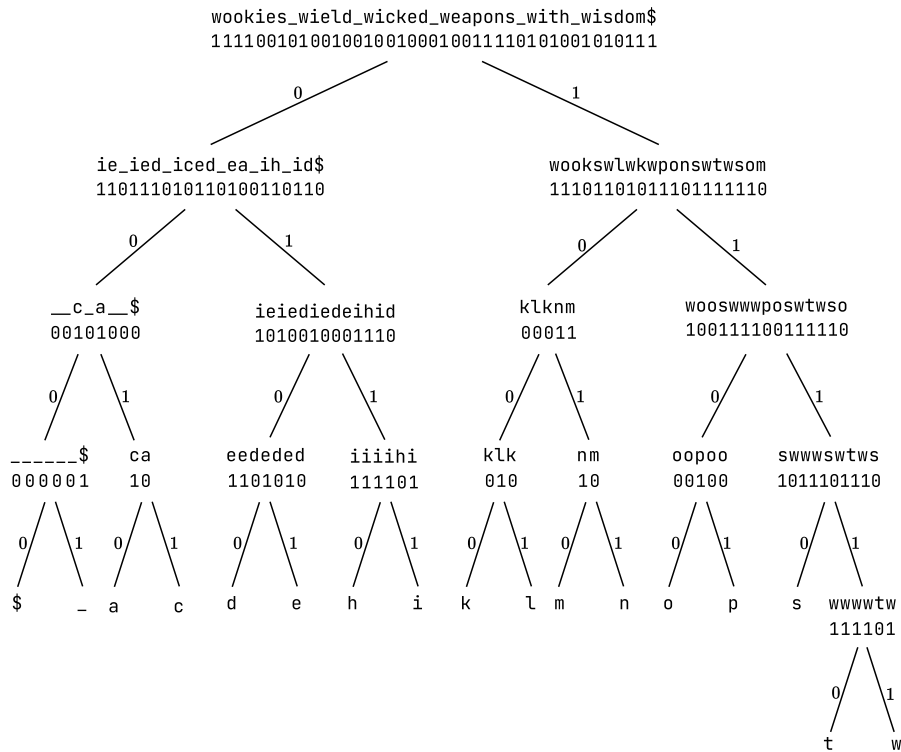 wookies_wield_wicked_weapons_with_wisdom$
11110010100100100100010011110101001010111
0 1
ie_ied_iced_ea_ih_id$ wookswlwkwponswtwsom
110111010110100110110 11101101011101111110
0 1 0 1
__c_a__$ ieiediedeihid klknm wooswwwposwtwso
00101000 1010010001110 00011 100111100111110
0 1 0 1 0 1 0 1
______$ ca eededed iiiihi klk nm oopoo swwwswtws
000001 10 1101010 111101 010 10 00100 1011101110
0 1 0 1 0 1 0 1 0 1 0 1 0 1 0 1
$ _ a c d e h i k l m n o p s wwwwtw
111101
0 1
t w